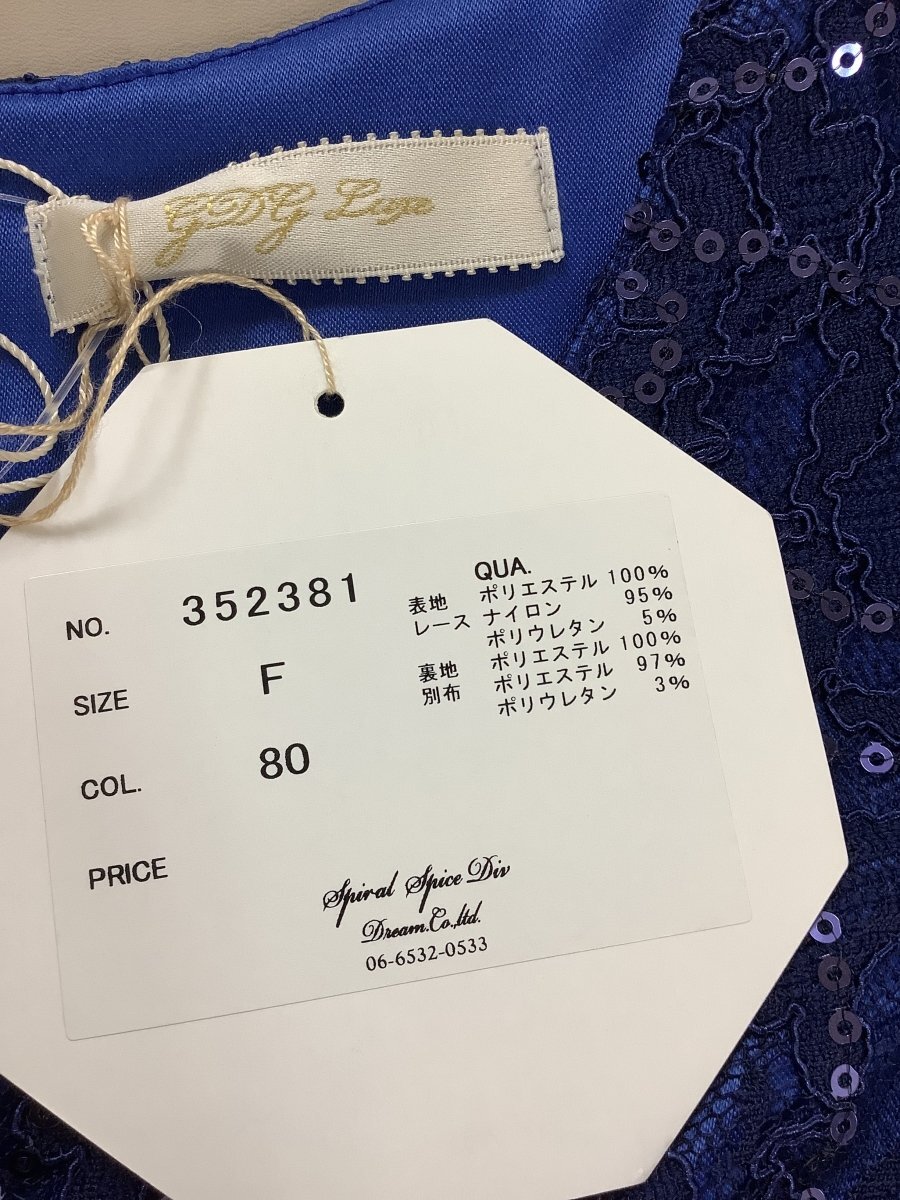 GDG Luxe
NO. 352381
SIZE F
COL. 80
PRICE
QUA.
表地 ポリエステル 100%
レース ナイロン 95%
ポリウレタン 5%
裏地 ポリエステル 100%
別布 ポリエステル 97%
ポリウレタン 3%
Spiral Spice Div
Dream.Co.,ltd.
06-6532-0533